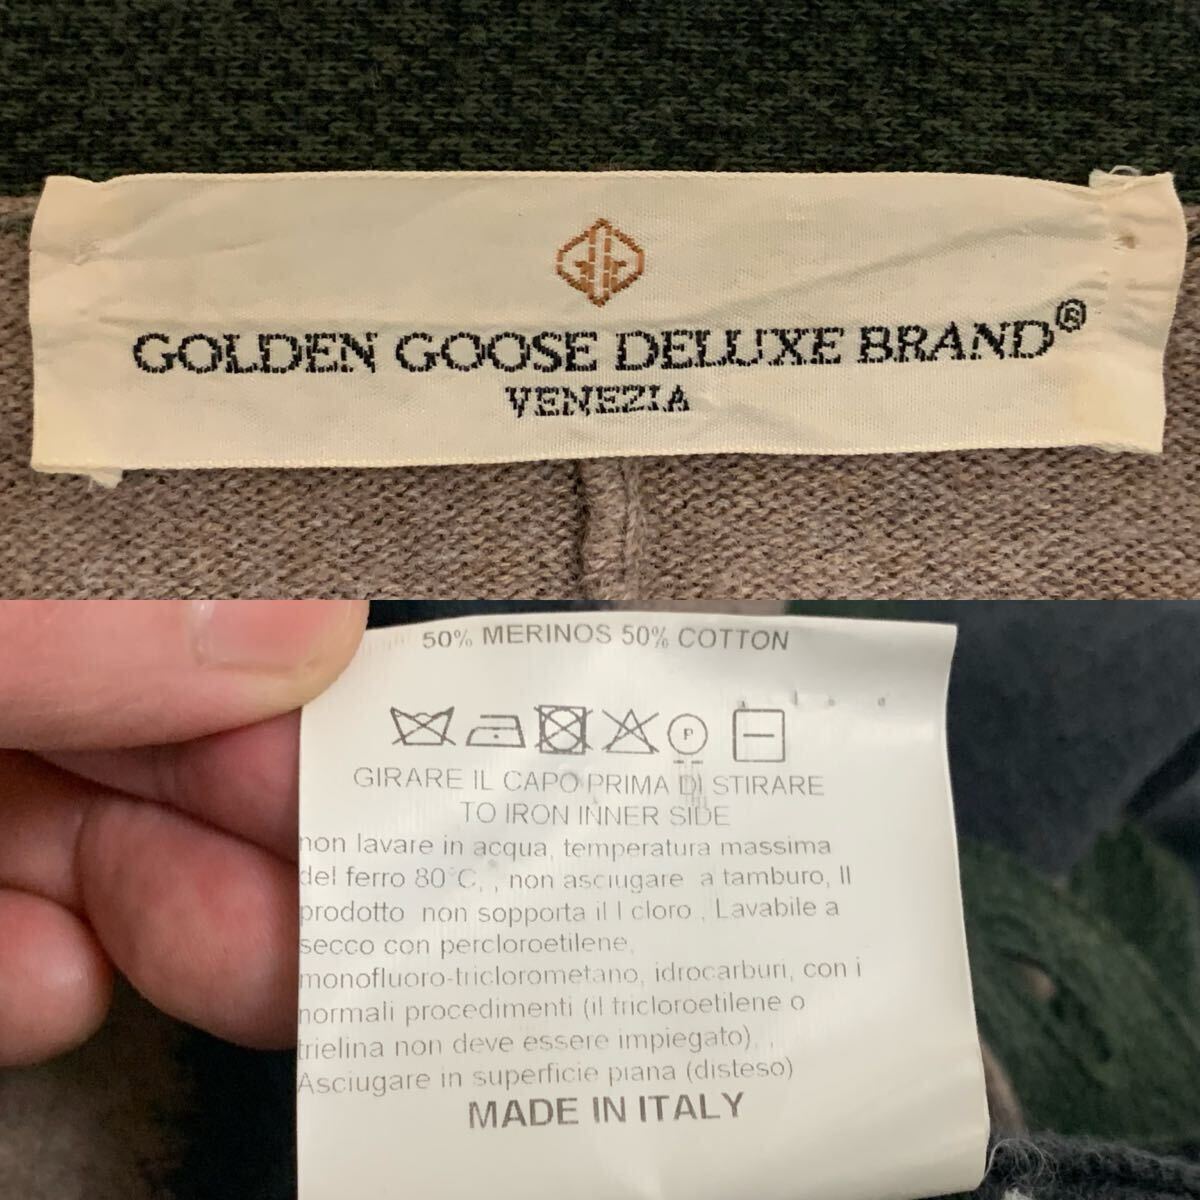 GOLDEN GOOSE DELUXE BRAND®
VENEZIA
50% MERINOS 50% COTTON
P
GIRARE IL CAPO PRIMA DI STIRARE
TO IRON INNER SIDE
non lavare in acqua, temperatura massima
del ferro 80°C, , non asciugare a tamburo, Il
prodotto non sopporta il l cloro , Lavabile a
secco con percloroetilene,
monofluoro-triclorometano, idrocarburi, con i
normali procedimenti (il tricloroetilene o
trielina non deve essere impiegato), ,
Asciugare in superficie piana (disteso)
MADE IN ITALY